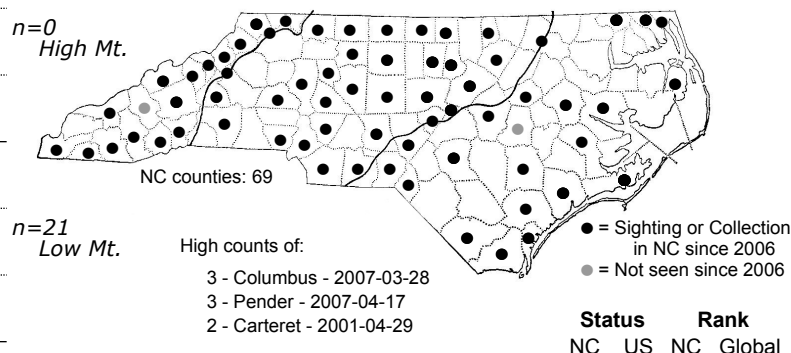 n=0
High Mt.
NC counties: 69
n=21
Low Mt.
High counts of:
3 - Columbus - 2007-03-28
3 - Pender - 2007-04-17
2 - Carteret - 2001-04-29
= Sighting or Collection
in NC since 2006
= Not seen since 2006
Status Rank
NC US NC Global